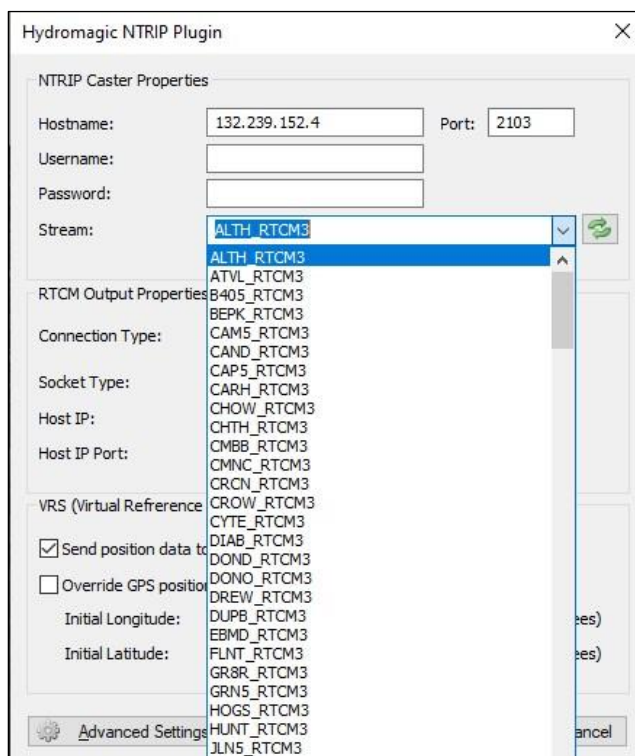 Hydromagic NTRIP Plugin
NTRIP Caster Properties
Hostname: 132.239.152.4 Port: 2103
Username:
Password:
Stream: ALTH_RTCM3
ALTH_RTCM3
ATVL_RTCM3
RTCM Output Properties B405_RTCM3
BEPK_RTCM3
Connection Type: CAM5_RTCM3
CAND_RTCM3
CAP5_RTCM3
Socket Type: CARH_RTCM3
CHOW_RTCM3
Host IP: CHTH_RTCM3
CMBB_RTCM3
Host IP Port: CMNC_RTCM3
CRCN_RTCM3
VRS (Virtual Refrerence CROW_RTCM3
CYTE_RTCM3
Send position data to DIAB_RTCM3
DOND_RTCM3
Override GPS position DONO_RTCM3
DREW_RTCM3
Initial Longitude: DUPB_RTCM3 ees)
EBMD_RTCM3
Initial Latitude: FLNT_RTCM3 ees)
GR8R_RTCM3
GRN5_RTCM3
HOGS_RTCM3
Advanced Settings HUNT_RTCM3 ancel
JLN5_RTCM3